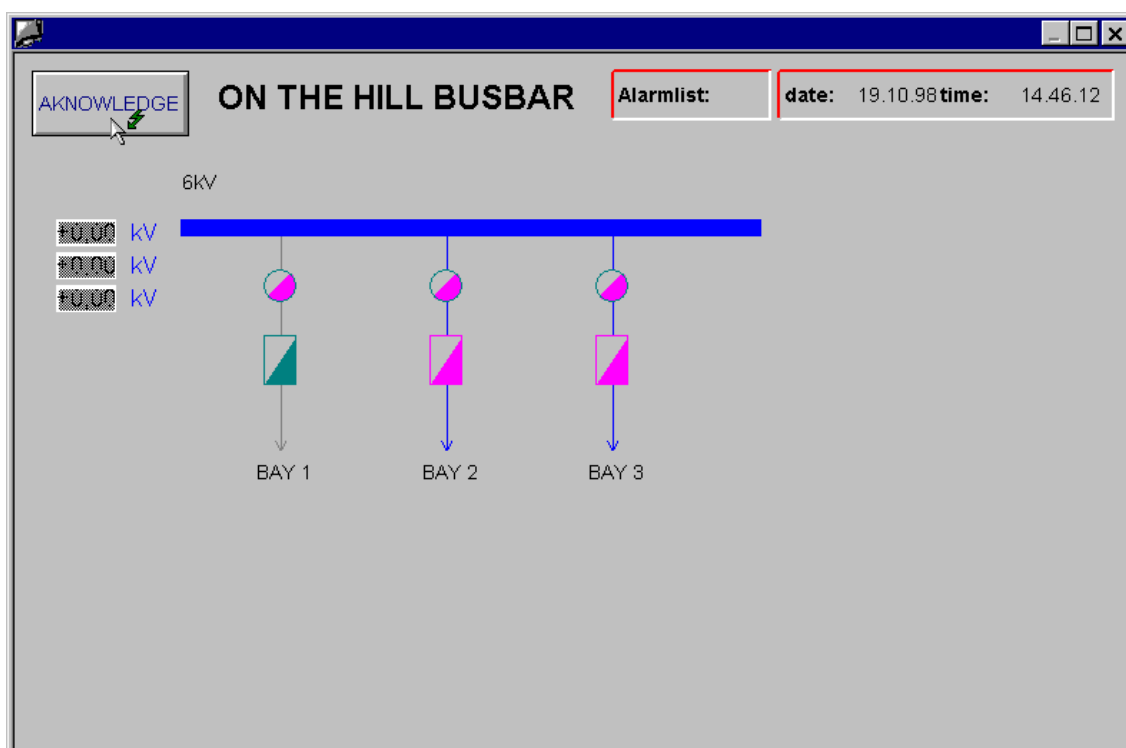 AKNOWLEDGE
ON THE HILL BUSBAR
Alarmlist:
date: 19.10.98 time: 14.46.12
6kV
+0,00 kV
+0,00 kV
+0,00 kV
BAY 1 BAY 2 BAY 3